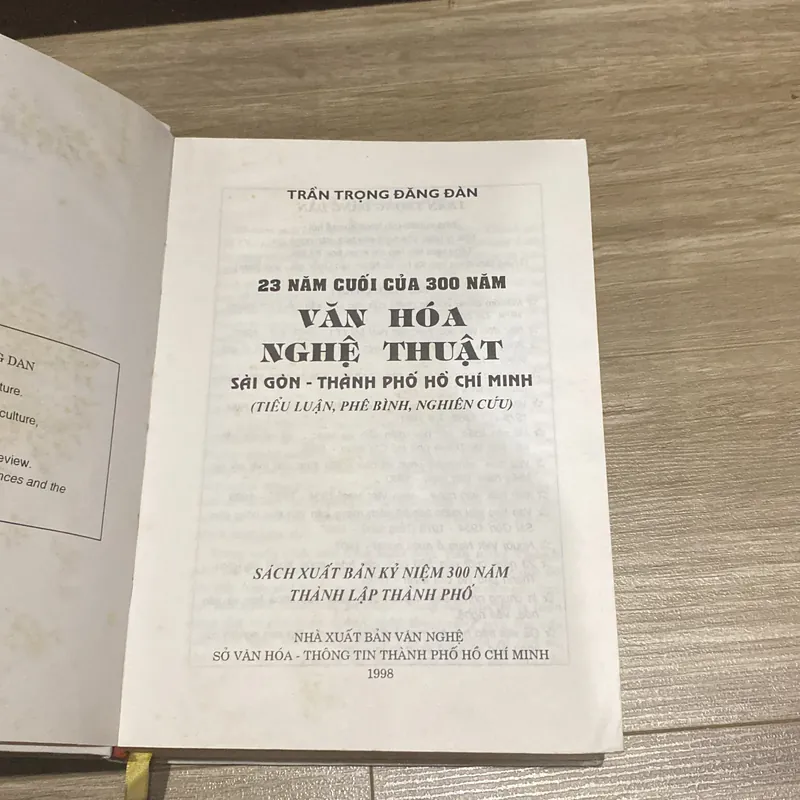 G DAN
ture.
culture,
eview.
nces and the
TRẦN TRỌNG ĐĂNG ĐÀN
23 NĂM CUỐI CỦA 300 NĂM
VĂN HÓA
NGHỆ THUẬT
SÀI GÒN - THÀNH PHỐ HỒ CHÍ MINH
(TIỂU LUẬN, PHÊ BÌNH, NGHIÊN CỨU)
SÁCH XUẤT BẢN KỶ NIỆM 300 NĂM
THÀNH LẬP THÀNH PHỐ
NHÀ XUẤT BẢN VĂN NGHỆ
SỞ VĂN HÓA - THÔNG TIN THÀNH PHỐ HỒ CHÍ MINH
1998